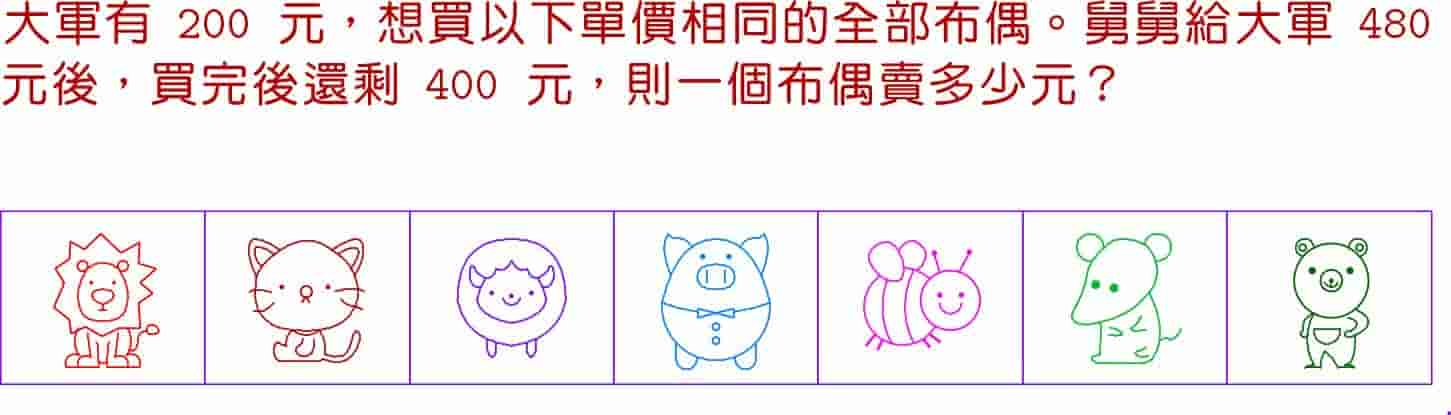 大軍有 200 元，想買以下單價相同的全部布偶。舅舅給大軍 480
元後，買完後還剩 400 元，則一個布偶賣多少元？